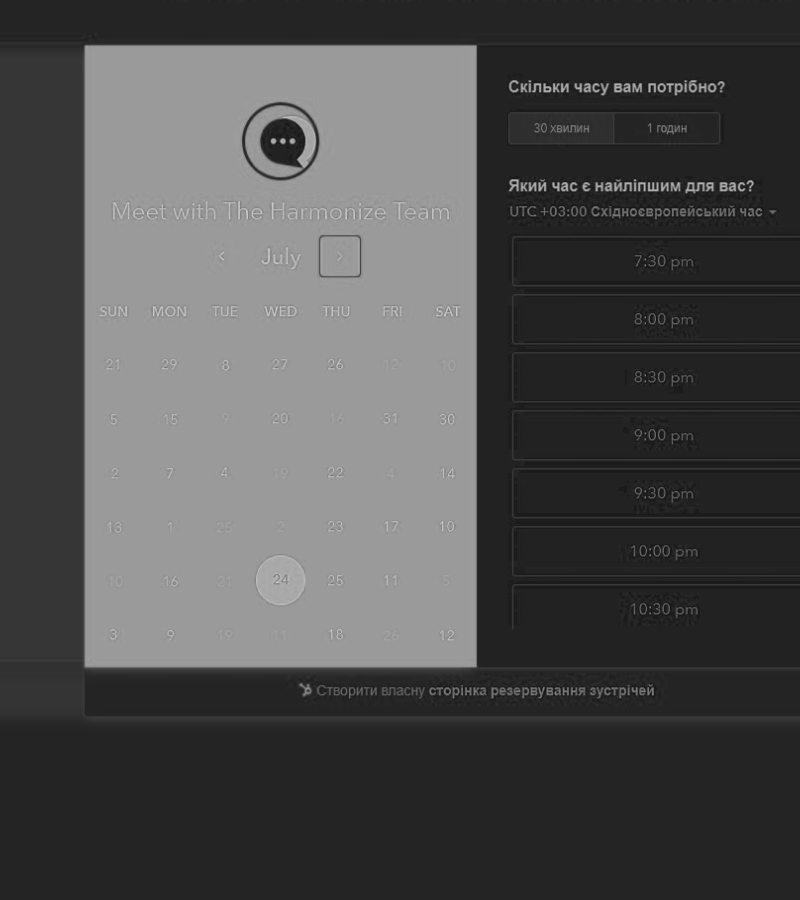 Meet with The Harmonize Team
July
SUN MON TUE WED THU FRI SAT
21 29 8 27 26 12 10
5 15 9 20 16 31 30
2 7 4 19 22 4 14
13 1 25 2 23 17 10
10 16 21 24 25 11 5
3 9 19 11 18 26 12
Скільки часу вам потрібно?
30 хвилин 1 годин
Який час є найліпшим для вас?
UTC +03:00 Східноєвропейський час
7:30 pm
8:00 pm
8:30 pm
9:00 pm
9:30 pm
10:00 pm
10:30 pm
Створити власну сторінка резервування зустрічей